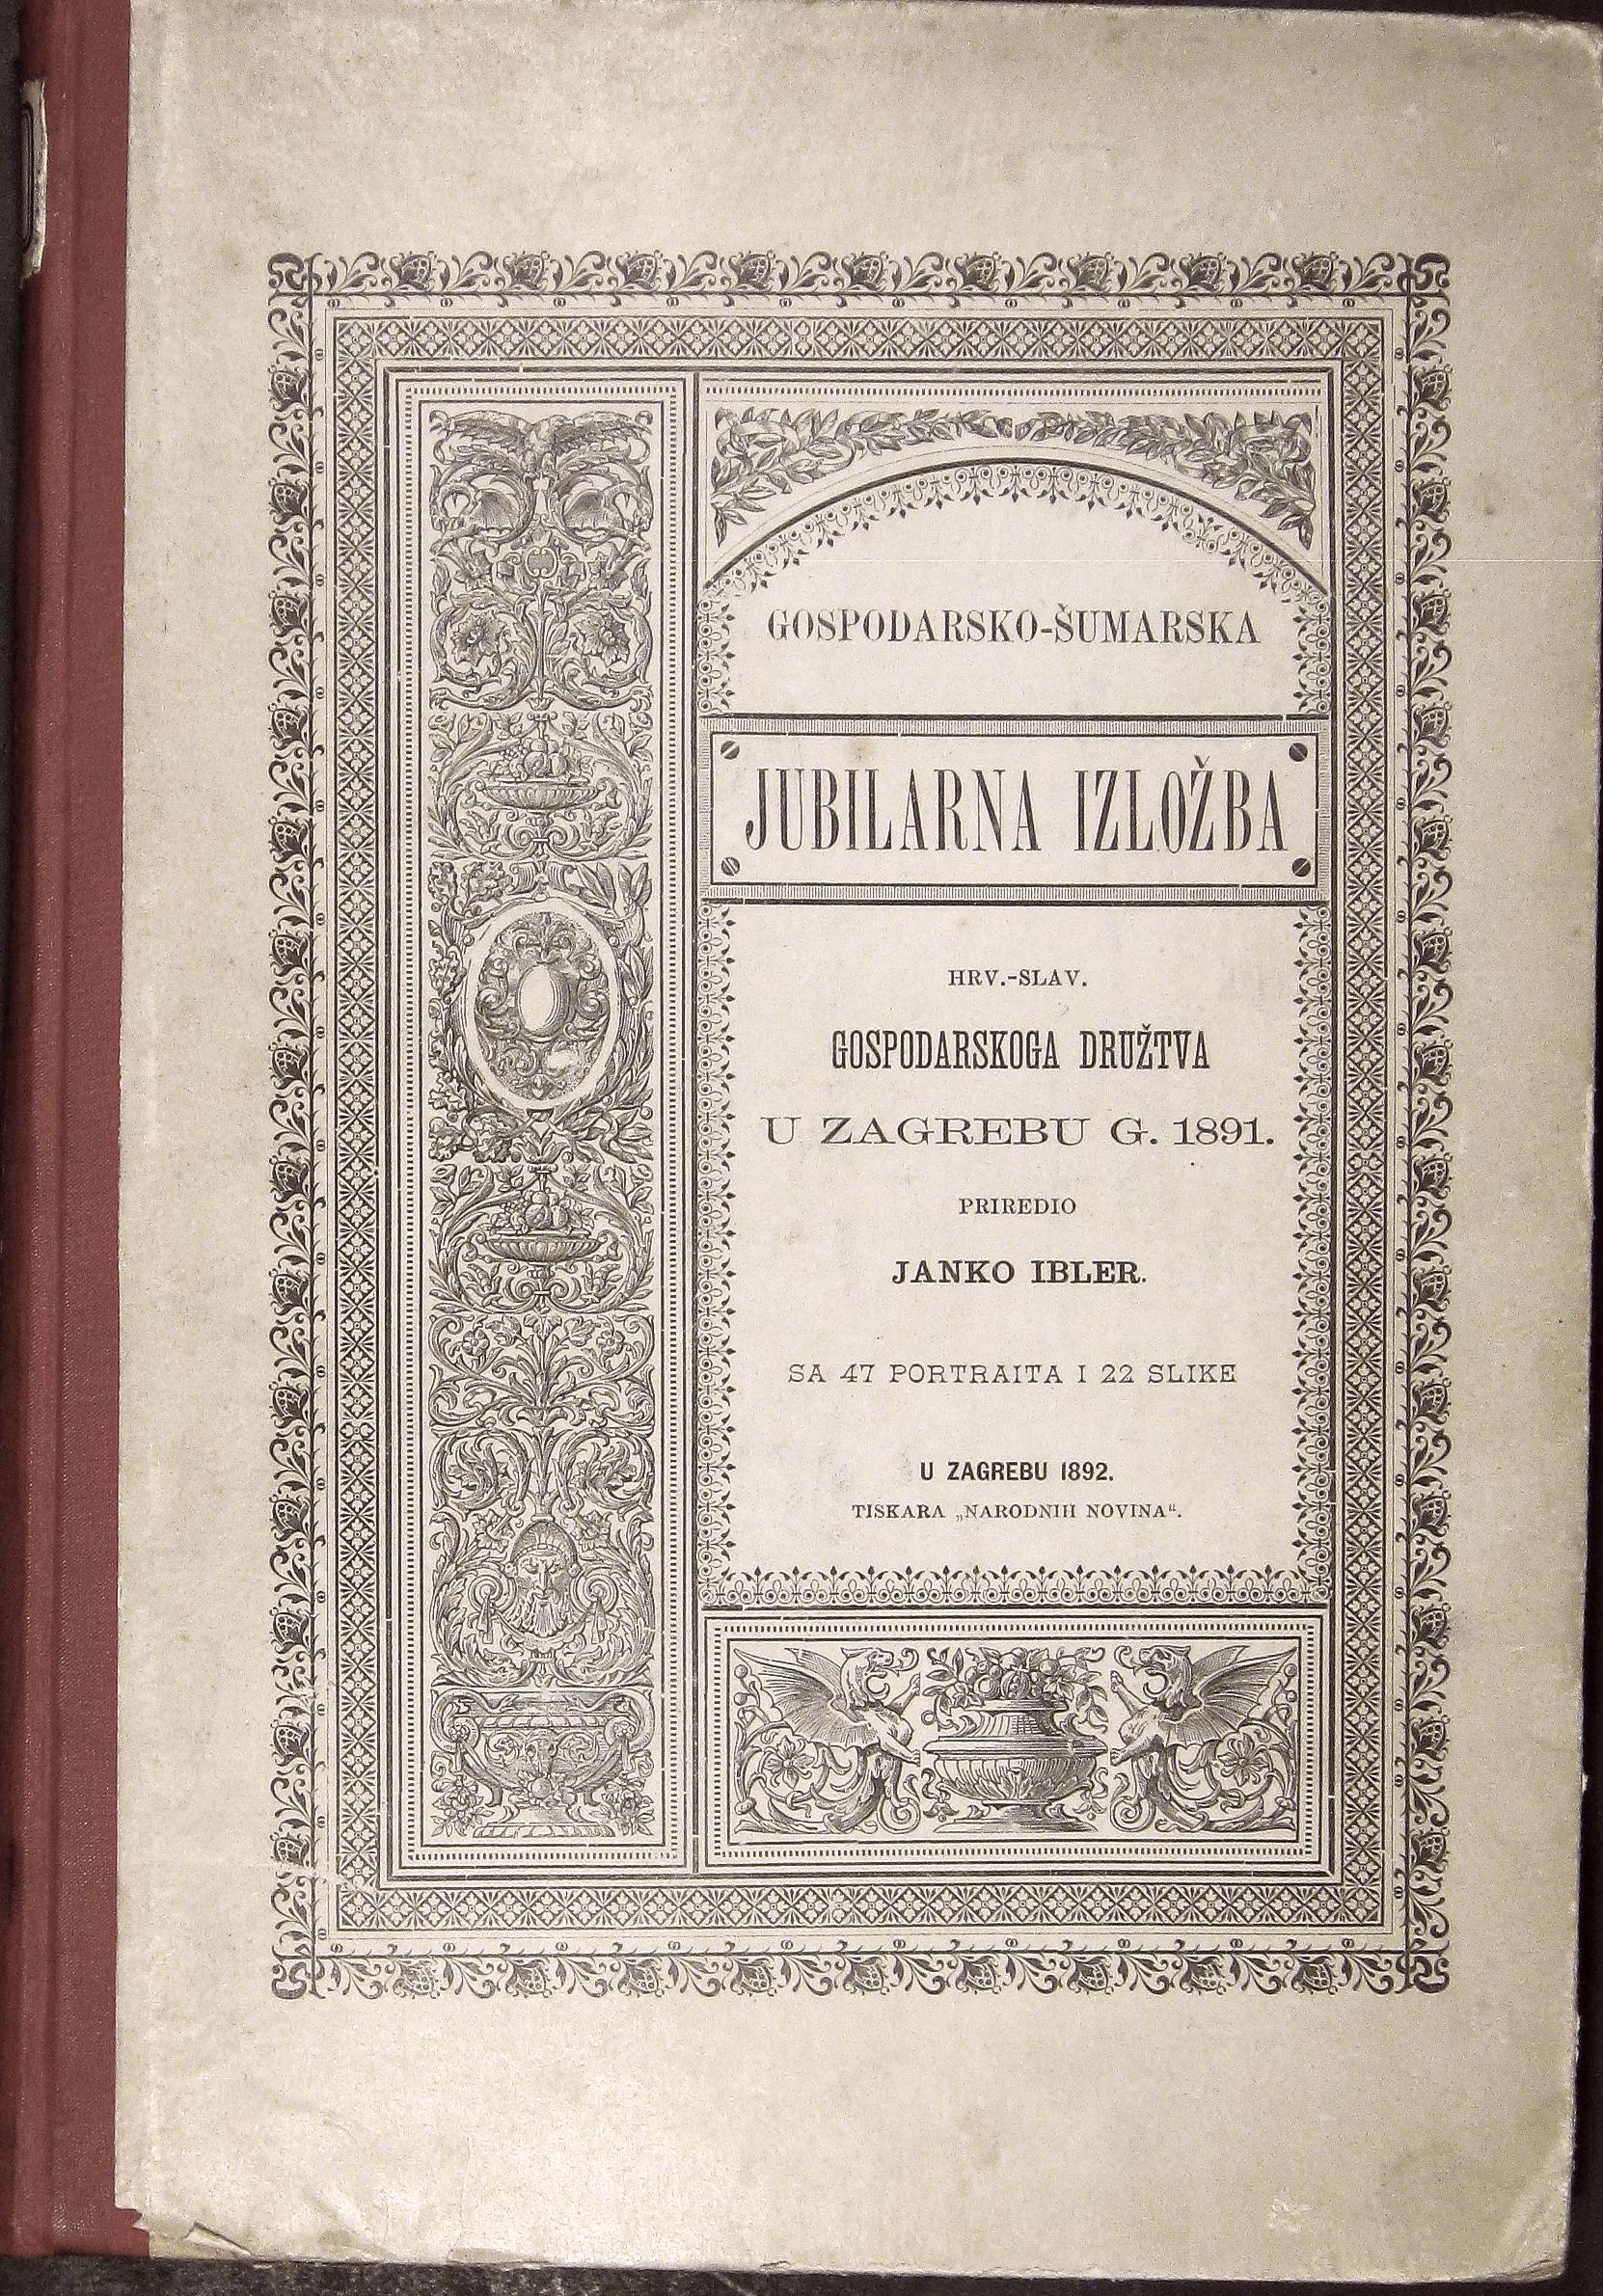 GOSPODARSKO-ŠUMARSKA
JUBILARNA IZLOŽBA
HRV.-SLAV.
GOSPODARSKOGA DRUŽTVA
U ZAGREBU G. 1891.
PRIREDIO
JANKO IBLER.
SA 47 PORTRAITA I 22 SLIKE
U ZAGREBU 1892.
TISKARA „NARODNIH NOVINA“.